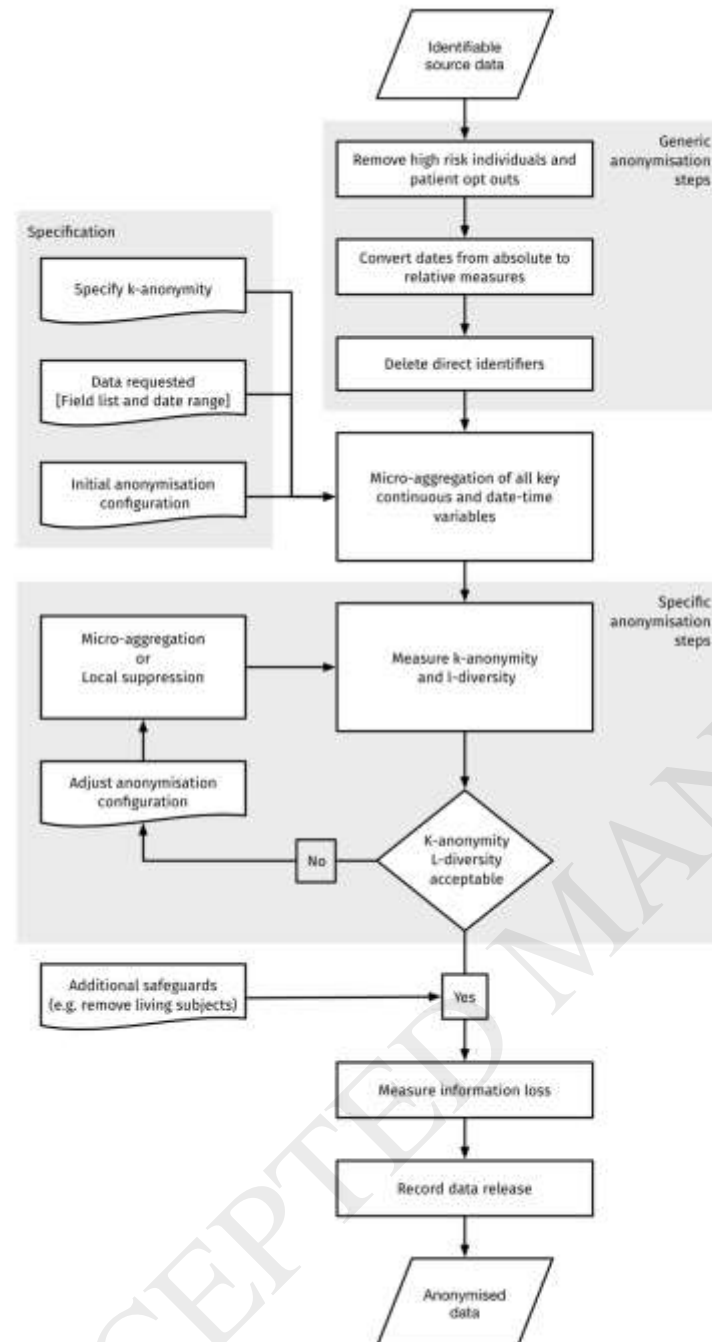 Identifiable
source data
Generic
anonymisation
steps
Remove high risk individuals and
patient opt outs
Convert dates from absolute to
relative measures
Delete direct identifiers
Specification
Specify k-anonymity
Data requested
[Field list and date range]
Initial anonymisation
configuration
Micro-aggregation of all key
continuous and date-time
variables
Specific
anonymisation
steps
Micro-aggregation
or
Local suppression
Measure k-anonymity
and l-diversity
Adjust anonymisation
configuration
No
K-anonymity
L-diversity
acceptable
Additional safeguards
(e.g. remove living subjects)
Yes
Measure information loss
Record data release
Anonymised
data
CEPTED MAN